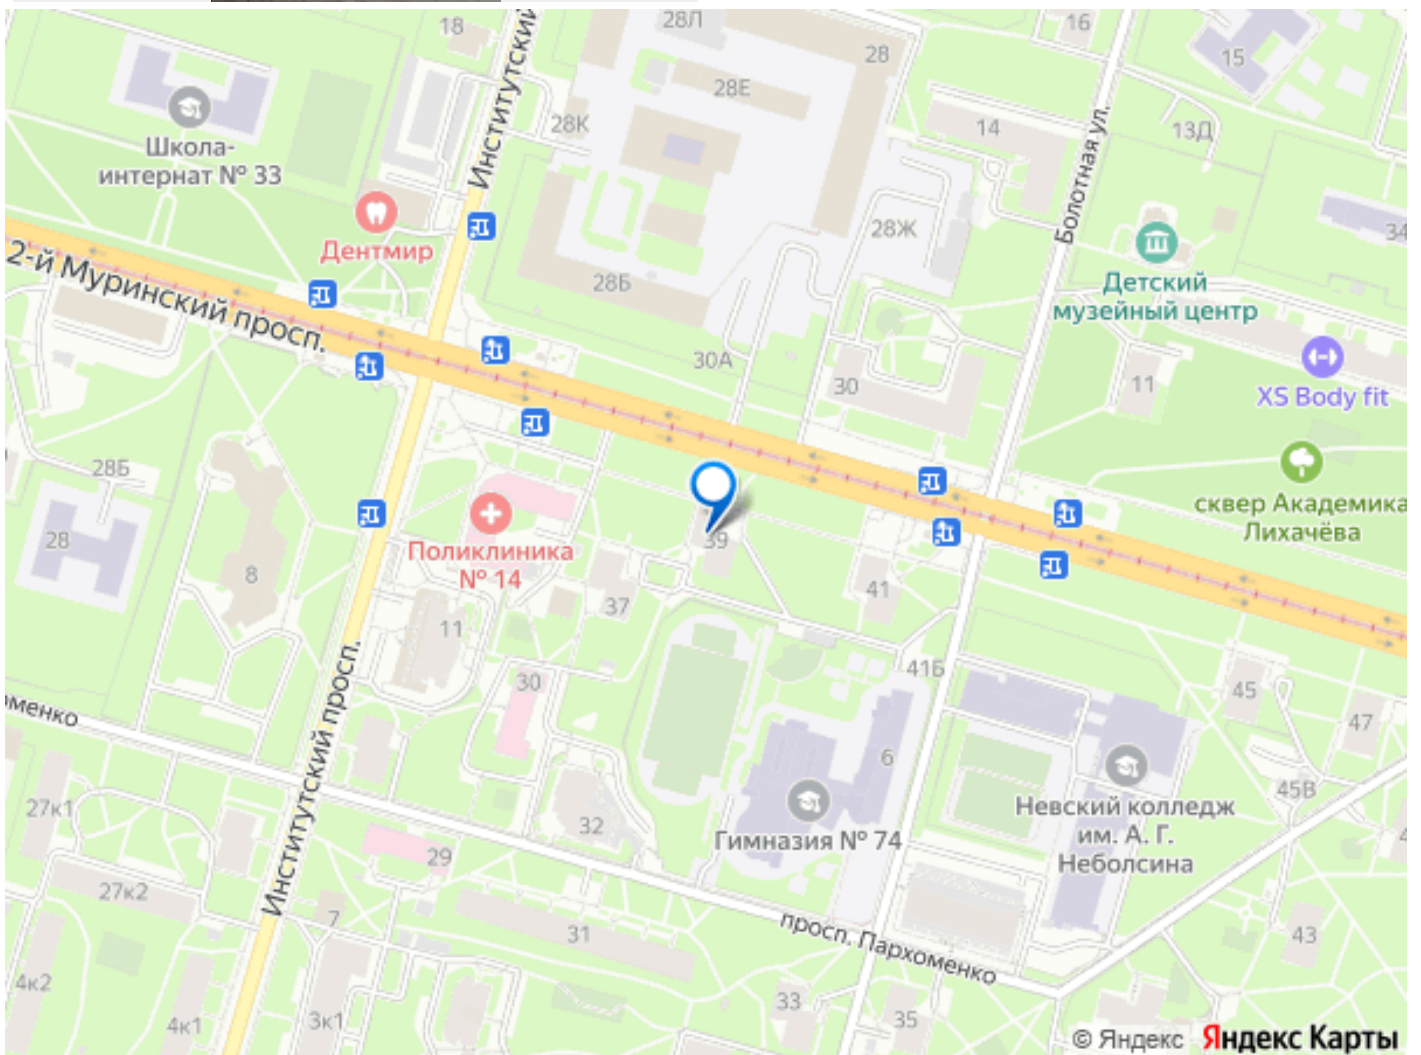 18
28Л
28
16
15
28Е
Институтский
28К
14
13Д
Школа-
интернат № 33
Болотная ул.
28Ж
34
Дентмир
2-й Муринский просп.
28Б
Детский
музейный центр
30А
30
11
XS Body fit
28Б
сквер Академика
Лихачёва
28
39
Поликлиника
№ 14
8
41
37
11
41Б
30
45
47
Институтский просп.
оменко
6
45В
27к1
Невский колледж
им. А. Г.
Неболсина
32
Гимназия № 74
29
27к2
7
31
43
просп. Пархоменко
4к2
33
35
4к1
3к1
© Яндекс Яндекс Карты